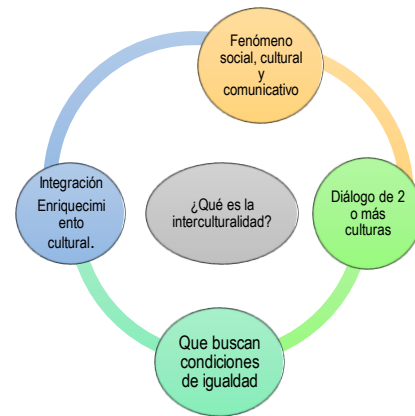 Fenómeno
social, cultural
y
comunicativo
Diálogo de 2
o más
culturas
Que buscan
condiciones
de igualdad
Integración
Enriquecimi
ento
cultural.
¿Qué es la
interculturalidad?